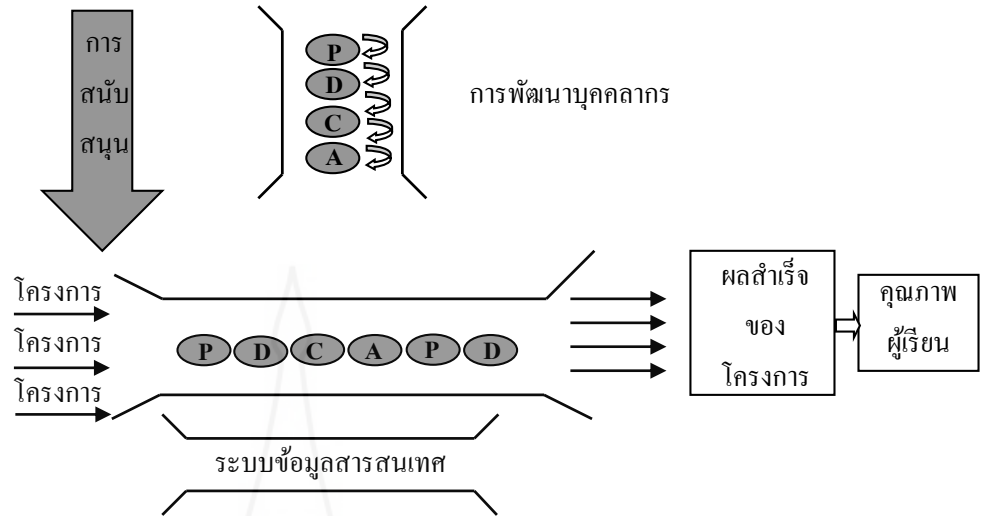 การ
สนับ
สนุน
P
D
C
A
การพัฒนาบุคคลากร
โครงการ
โครงการ
โครงการ
P D C A P D
ผลสำเร็จ
ของ
โครงการ
คุณภาพ
ผู้เรียน
ระบบข้อมูลสารสนเทศ